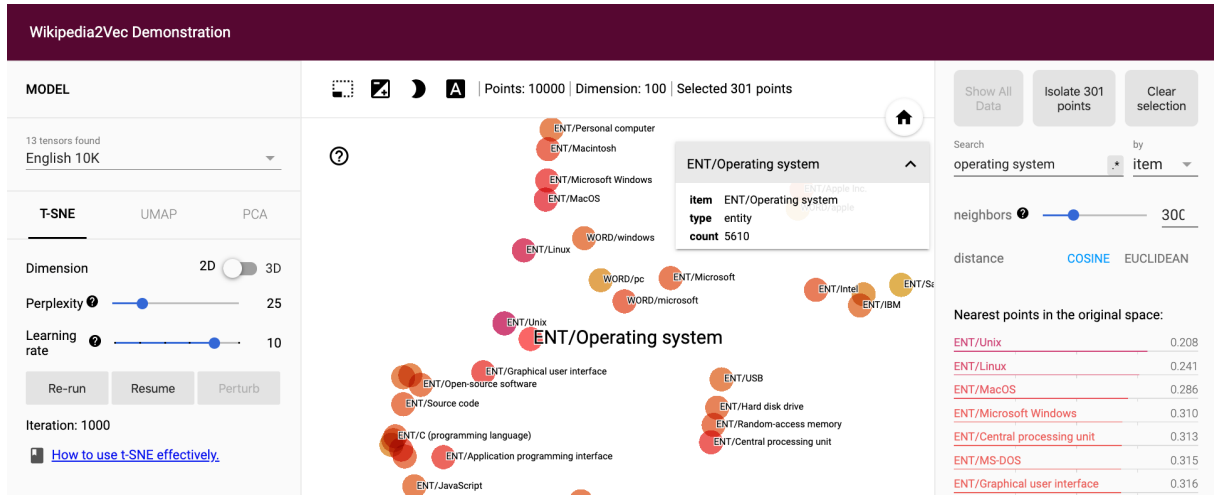 Wikipedia2Vec Demonstration
MODEL
13 tensors found
English 10K
T-SNE
UMAP
PCA
Dimension
2D
3D
Perplexity
25
Learning
rate
10
Re-run
Resume
Perturb
Iteration: 1000
How to use t-SNE effectively.
A
Points: 10000 | Dimension: 100 | Selected 301 points
ENT/Personal computer
ENT/Macintosh
ENT/Microsoft Windows
ENT/MacOS
WORD/windows
ENT/Linux
WORD/pc
ENT/Microsoft
WORD/microsoft
ENT/Unix
ENT/Operating system
ENT/Intel
ENT/IBM
ENT/Sa
ENT/Graphical user interface
ENT/Open-source software
ENT/Source code
ENT/USB
ENT/Hard disk drive
ENT/Random-access memory
ENT/Central processing unit
ENT/C (programming language)
ENT/Application programming interface
ENT/JavaScript
ENT/Operating system
ENT/Apple Inc.
item ENT/Operating system
WORD/apple
type entity
count 5610
Show All
Data
Isolate 301
points
Clear
selection
Search
by
operating system
.*
item
neighbors
300
distance
COSINE
EUCLIDEAN
Nearest points in the original space:
ENT/Unix 0.208
ENT/Linux 0.241
ENT/MacOS 0.286
ENT/Microsoft Windows 0.310
ENT/Central processing unit 0.313
ENT/MS-DOS 0.315
ENT/Graphical user interface 0.316